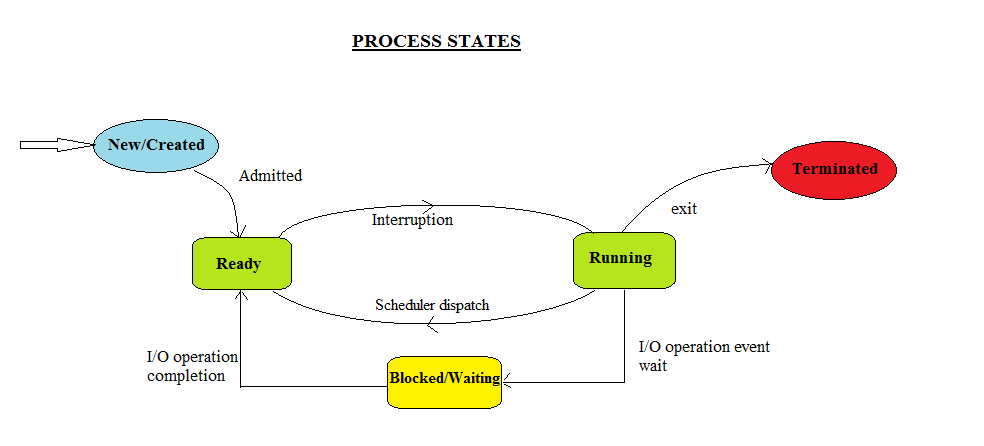 PROCESS STATES
New/Created
Admitted
Terminated
exit
Interruption
Ready
Running
Scheduler dispatch
I/O operation
completion
Blocked/Waiting
I/O operation event
wait